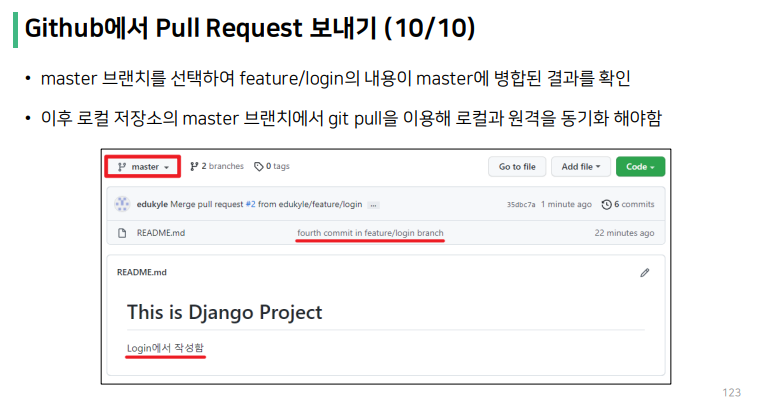 Github에서 Pull Request 보내기 (10/10)
• master 브랜치를 선택하여 feature/login의 내용이 master에 병합된 결과를 확인
• 이후 로컬 저장소의 master 브랜치에서 git pull을 이용해 로컬과 원격을 동기화 해야함
master 2 branches 0 tags Go to file Add file Code
edukyle Merge pull request #2 from edukyle/feature/login ... 35dbc7a 1 minute ago 6 commits
README.md fourth commit in feature/login branch 22 minutes ago
README.md
This is Django Project
Login에서 작성함
123